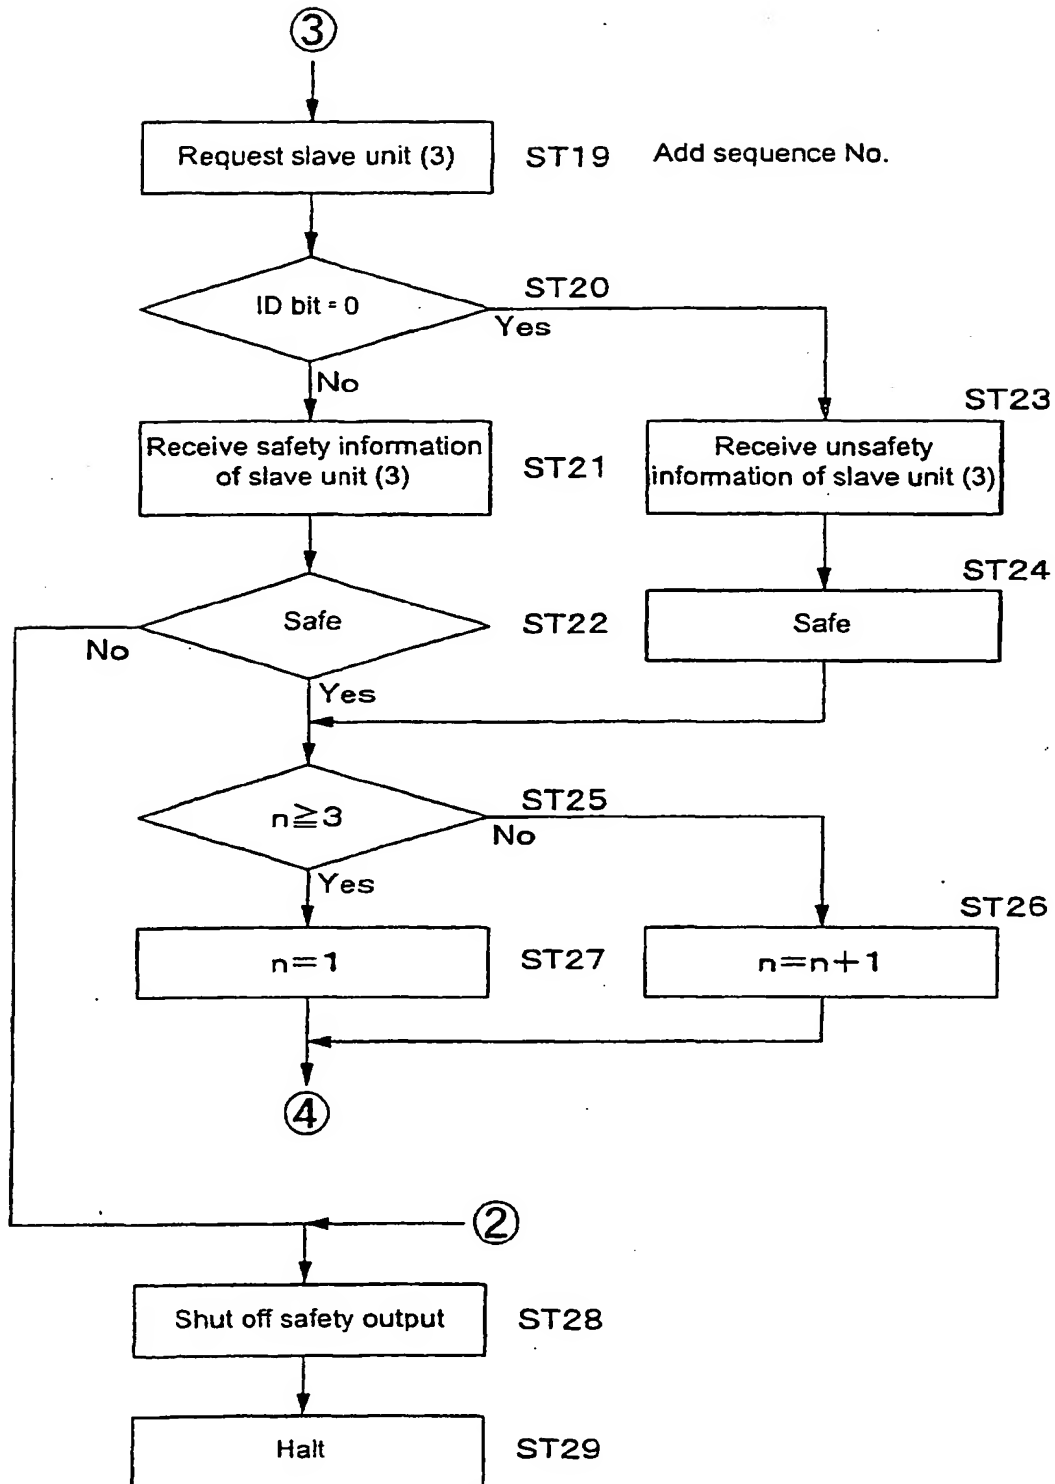 ③
Request slave unit (3) ST19 Add sequence No.
ID bit = 0 ST20
Yes
No
ST23
Receive safety information
of slave unit (3) ST21
Receive unsafety
information of slave unit (3)
ST24
Safe ST22
Safe
No
Yes
n≧3 ST25
No
Yes
ST26
n=1 ST27
n=n+1
④
②
Shut off safety output ST28
Halt ST29